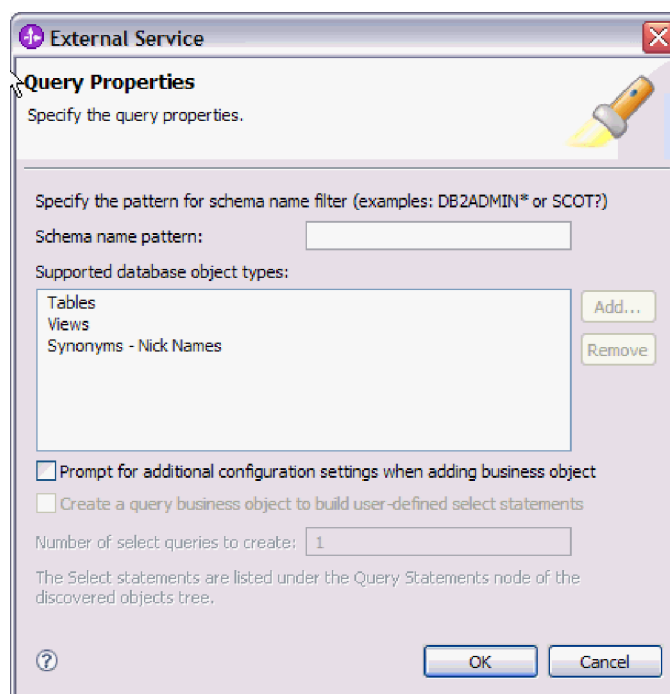 External Service
Query Properties
Specify the query properties.
Specify the pattern for schema name filter (examples: DB2ADMIN* or SCOT?)
Schema name pattern:
Supported database object types:
Tables
Views
Synonyms - Nick Names
Add...
Remove
Prompt for additional configuration settings when adding business object
Create a query business object to build user-defined select statements
Number of select queries to create: 1
The Select statements are listed under the Query Statements node of the
discovered objects tree.
?
OK
Cancel